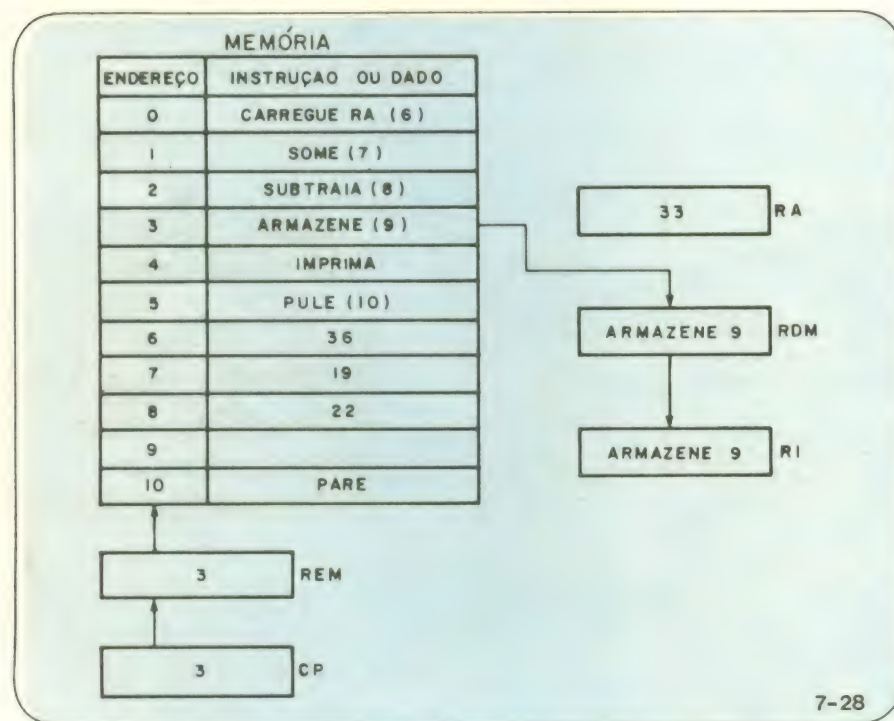 MEMÓRIA
ENDEREÇO INSTRUÇAO OU DADO
0 CARREGUE RA (6)
1 SOME (7)
2 SUBTRAIA (8)
3 ARMAZENE (9)
4 IMPRIMA
5 PULE (10)
6 36
7 19
8 22
9
10 PARE
33 RA
ARMAZENE 9 RDM
ARMAZENE 9 RI
3 REM
3 CP
7-28